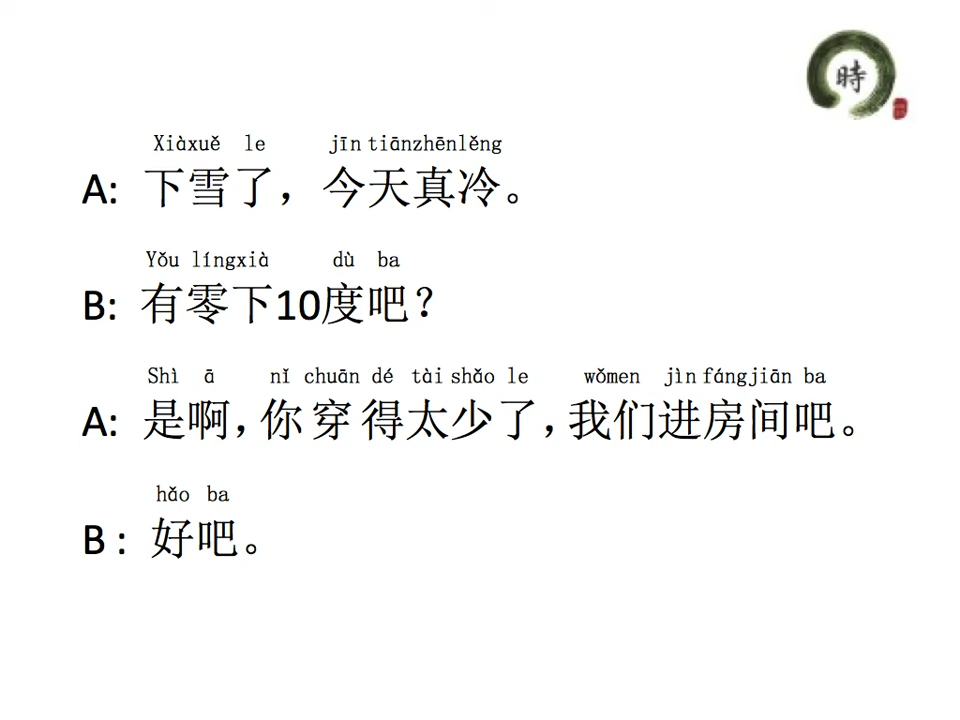 時
Xiàxuě le jīn tiānzhēnlěng
A: 下雪了，今天真冷。
Yǒu língxià dù ba
B: 有零下10度吧？
Shì ā nǐ chuān dé tài shǎo le wǒmen jìn fángjiān ba
A: 是啊，你穿得太少了，我们进房间吧。
hǎo ba
B : 好吧。